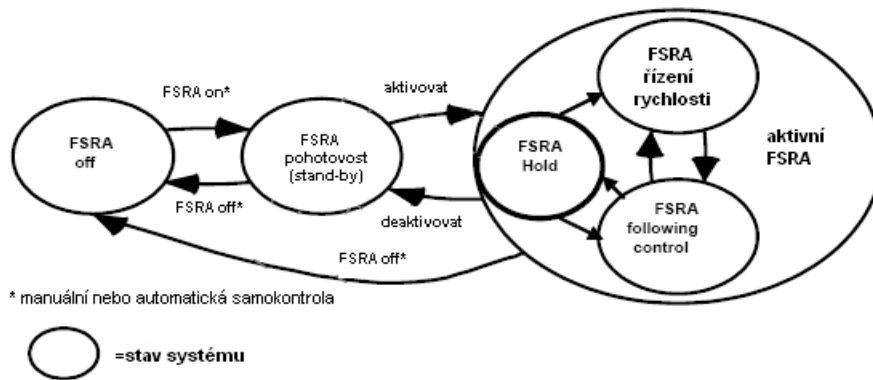 FSRA
off
FSRA on*
FSRA off*
FSRA
pohotovost
(stand-by)
aktivovat
deaktivovat
FSRA off*
FSRA
Hold
FSRA
řízení
rychlosti
FSRA
following
control
aktivní
FSRA
* manuální nebo automatická samokontrola
=stav systému